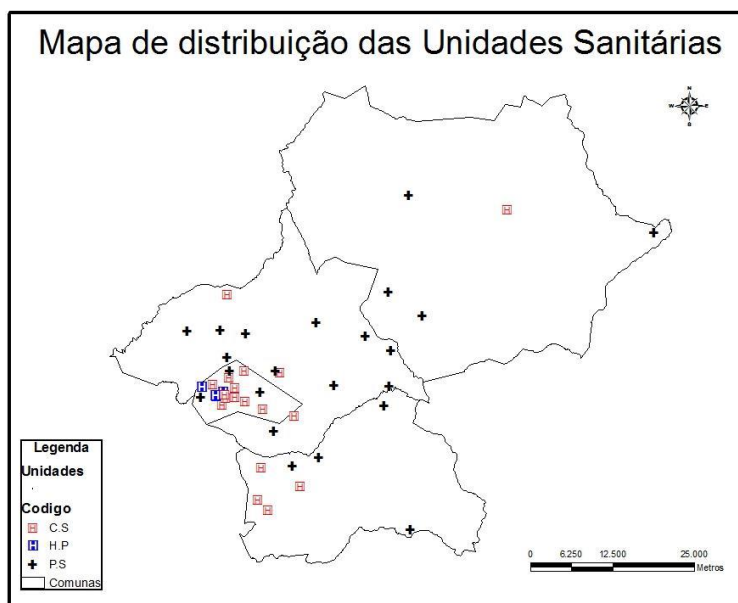 Mapa de distribuição das Unidades Sanitárias
N
W E
S
Legenda
Unidades
Codigo
C.S
H.P
P.S
Comunas
0 6.250 12.500 25.000
Metros